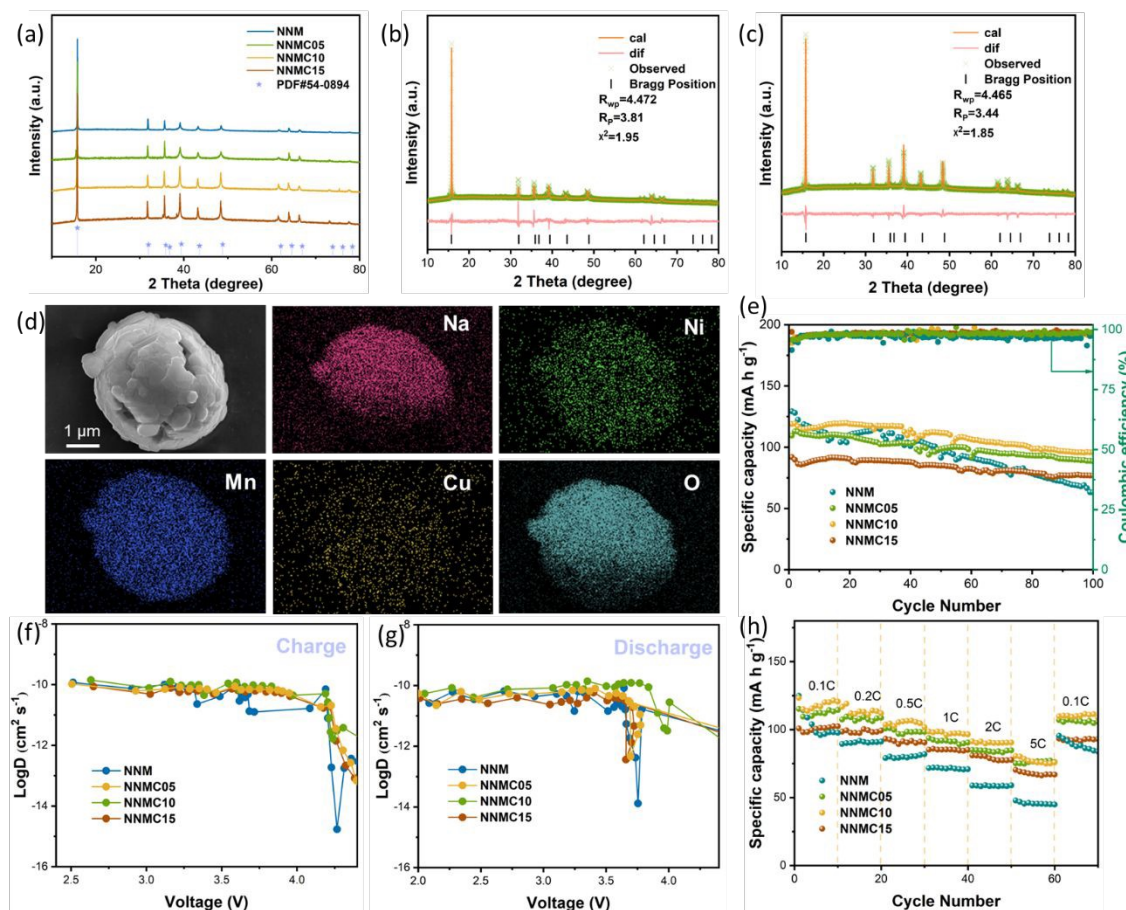 (a)
NNM
NNMC05
NNMC10
NNMC15
PDF#54-0894
Intensity (a.u.)
10 20 30 40 50 60 70 80
2 Theta (degree)
(b)
cal
dif
Observed
Bragg Position
Rwp=4.472
RP=3.81
χ²=1.95
Intensity (a.u.)
10 20 30 40 50 60 70 80
2 Theta (degree)
(c)
cal
dif
Observed
Bragg Position
Rwp=4.465
RP=3.44
χ²=1.85
Intensity (a.u.)
10 20 30 40 50 60 70 80
2 Theta (degree)
(d)
1 μm
Na
Ni
Mn
Cu
O
(e)
200
150
100
50
0
Specific capacity (mA h g⁻¹)
100
75
50
25
0
Coulombic efficiency (%)
NNM
NNMC05
NNMC10
NNMC15
0 20 40 60 80 100
Cycle Number
(f)
Charge
-8
-10
-12
-14
-16
LogD (cm² s⁻¹)
NNM
NNMC05
NNMC10
NNMC15
2.5 3.0 3.5 4.0
Voltage (V)
(g)
Discharge
-8
-10
-12
-14
-16
LogD (cm² s⁻¹)
NNM
NNMC05
NNMC10
NNMC15
2.0 2.5 3.0 3.5 4.0
Voltage (V)
(h)
125
100
50
0
Specific capacity (mA h g⁻¹)
0.1C
0.2C
0.5C
1C
2C
5C
0.1C
NNM
NNMC05
NNMC10
NNMC15
0 20 40 60
Cycle Number